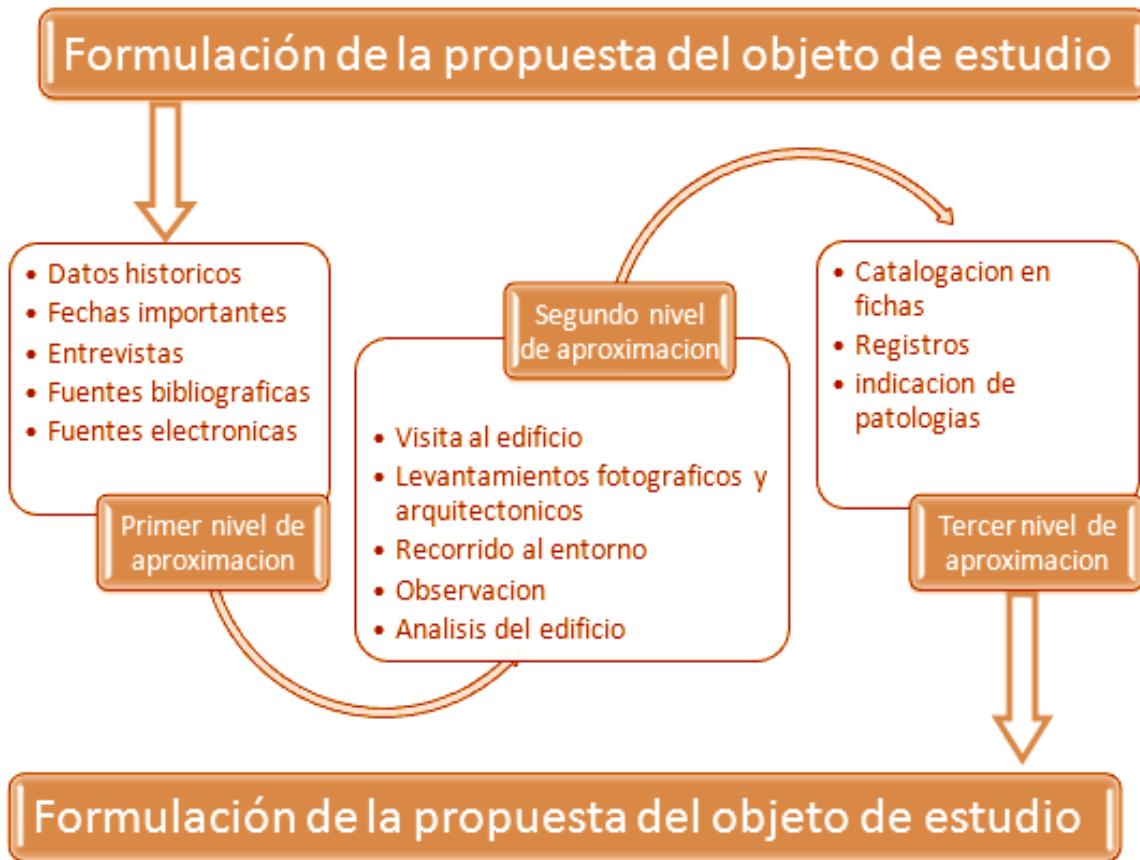 Formulación de la propuesta del objeto de estudio
• Datos historicos
• Fechas importantes
• Entrevistas
• Fuentes bibliograficas
• Fuentes electronicas
Primer nivel de
aproximacion
Segundo nivel
de aproximacion
• Visita al edificio
• Levantamientos fotograficos y
arquitectonicos
• Recorrido al entorno
• Observacion
• Analisis del edificio
• Catalogacion en
fichas
• Registros
• indicacion de
patologias
Tercer nivel de
aproximacion
Formulación de la propuesta del objeto de estudio